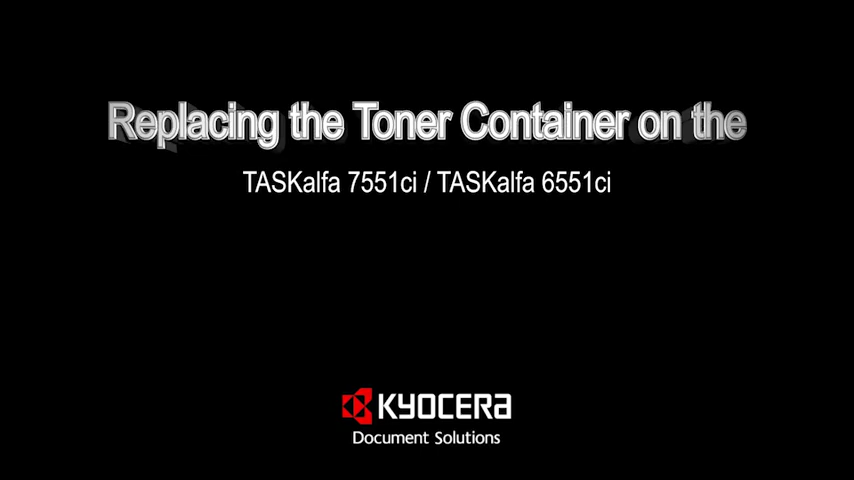 Replacing the Toner Container on the
TASKalfa 7551ci / TASKalfa 6551ci
KYOCERA
Document Solutions